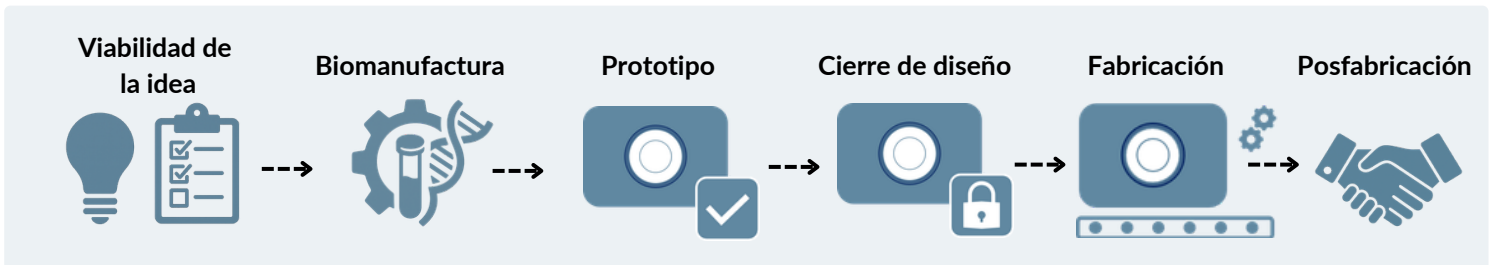 Viabilidad de
la idea
Biomanufactura
Prototipo
Cierre de diseño
Fabricación
Posfabricación